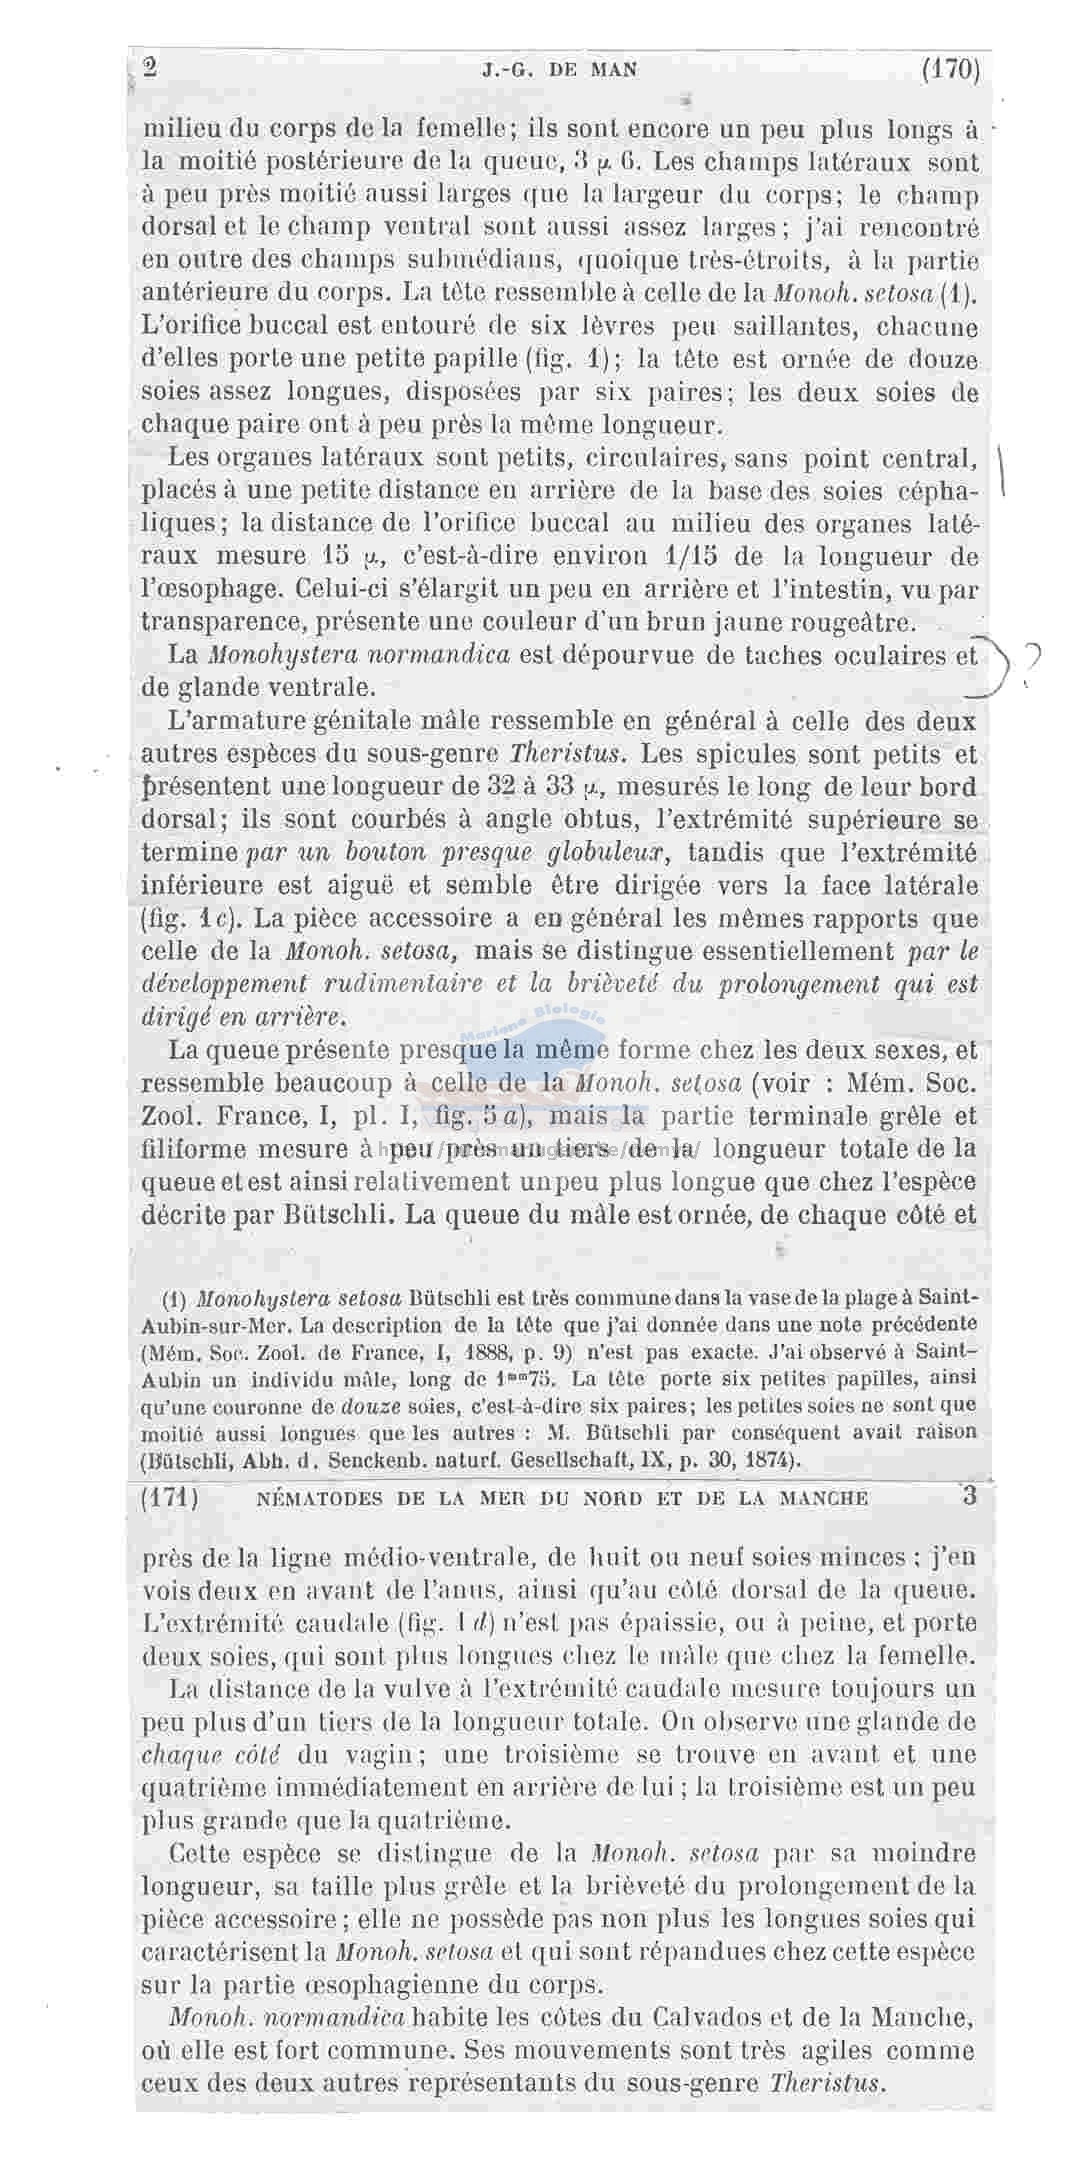 2 J.-G. DE MAN (170)
milieu du corps de la femelle; ils sont encore un peu plus longs à
la moitié postérieure de la queue, 3 µ 6. Les champs latéraux sont
à peu près moitié aussi larges que la largeur du corps; le champ
dorsal et le champ ventral sont aussi assez larges; j'ai rencontré
en outre des champs submédians, quoique très-étroits, à la partie
antérieure du corps. La tête ressemble à celle de la Monoh. setosa (1).
L'orifice buccal est entouré de six lèvres peu saillantes, chacune
d'elles porte une petite papille (fig. 1); la tête est ornée de douze
soies assez longues, disposées par six paires; les deux soies de
chaque paire ont à peu près la même longueur.
Les organes latéraux sont petits, circulaires, sans point central,
placés à une petite distance en arrière de la base des soies cépha-
liques; la distance de l'orifice buccal au milieu des organes laté-
raux mesure 15 µ, c'est-à-dire environ 1/15 de la longueur de
l'œsophage. Celui-ci s'élargit un peu en arrière et l'intestin, vu par
transparence, présente une couleur d'un brun jaune rougeâtre.
La Monohystera normandica est dépourvue de taches oculaires et ?
de glande ventrale.
L'armature génitale mâle ressemble en général à celle des deux
autres espèces du sous-genre Theristus. Les spicules sont petits et
présentent une longueur de 32 à 33 µ, mesurés le long de leur bord
dorsal; ils sont courbés à angle obtus, l'extrémité supérieure se
termine par un bouton presque globuleux, tandis que l'extrémité
inférieure est aiguë et semble être dirigée vers la face latérale
(fig. 1 c). La pièce accessoire a en général les mêmes rapports que
celle de la Monoh. setosa, mais se distingue essentiellement par le
développement rudimentaire et la brièveté du prolongement qui est
dirigé en arrière.
Mariene Biologie
La queue présente presque la même forme chez les deux sexes, et
ressemble beaucoup à celle de la Monoh. setosa (voir : Mém. Soc.
Zool. France, I, pl. I, fig. 5 a), mais la partie terminale grêle et
filiforme mesure à peu près un tiers de la longueur totale de la
queue et est ainsi relativement un peu plus longue que chez l'espèce
décrite par Bütschli. La queue du mâle est ornée, de chaque côté et
(1) Monohystera setosa Bütschli est très commune dans la vase de la plage à Saint-
Aubin-sur-Mer. La description de la tête que j'ai donnée dans une note précédente
(Mém. Soc. Zool. de France, I, 1888, p. 9) n'est pas exacte. J'ai observé à Saint-
Aubin un individu mâle, long de 1ᵐᵐ75. La tête porte six petites papilles, ainsi
qu'une couronne de douze soies, c'est-à-dire six paires; les petites soies ne sont que
moitié aussi longues que les autres : M. Bütschli par conséquent avait raison
(Bütschli, Abh. d. Senckenb. naturf. Gesellschaft, IX, p. 30, 1874).
(171) NÉMATODES DE LA MER DU NORD ET DE LA MANCHE 3
près de la ligne médio-ventrale, de huit ou neuf soies minces; j'en
vois deux en avant de l'anus, ainsi qu'au côté dorsal de la queue.
L'extrémité caudale (fig. 1 d) n'est pas épaissie, ou à peine, et porte
deux soies, qui sont plus longues chez le mâle que chez la femelle.
La distance de la vulve à l'extrémité caudale mesure toujours un
peu plus d'un tiers de la longueur totale. On observe une glande de
chaque côté du vagin; une troisième se trouve en avant et une
quatrième immédiatement en arrière de lui; la troisième est un peu
plus grande que la quatrième.
Cette espèce se distingue de la Monoh. setosa par sa moindre
longueur, sa taille plus grêle et la brièveté du prolongement de la
pièce accessoire; elle ne possède pas non plus les longues soies qui
caractérisent la Monoh. setosa et qui sont répandues chez cette espèce
sur la partie œsophagienne du corps.
Monoh. normandica habite les côtes du Calvados et de la Manche,
où elle est fort commune. Ses mouvements sont très agiles comme
ceux des deux autres représentants du sous-genre Theristus.